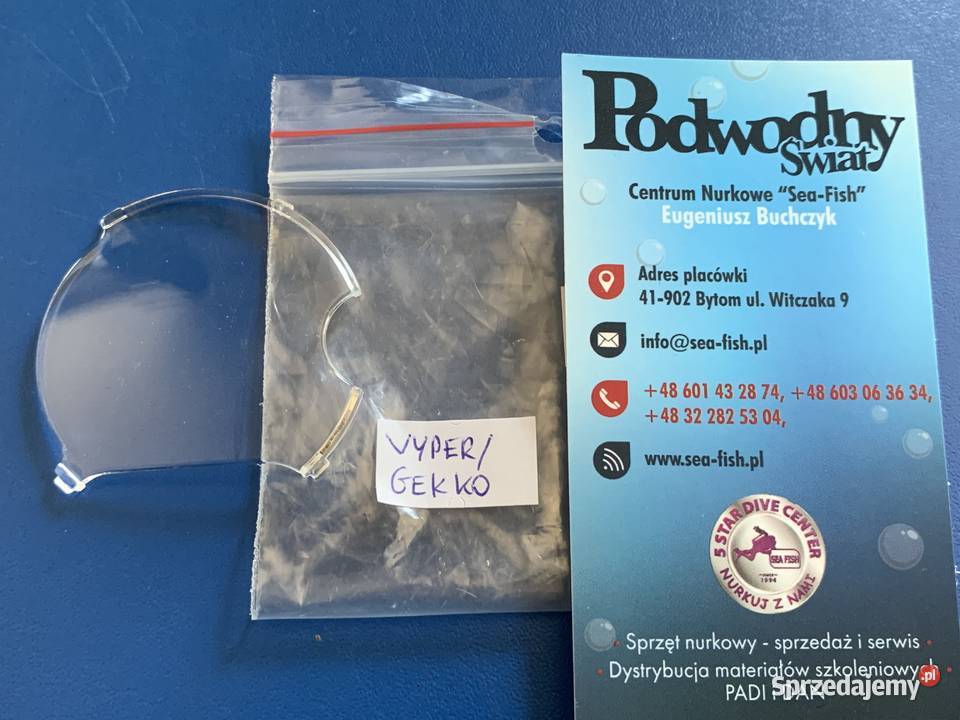 VYPER/
GEKKO
Podwodny
Świat
Centrum Nurkowe “Sea-Fish”
Eugeniusz Buchczyk
Adres placówki
41-902 Bytom ul. Witczaka 9
info@sea-fish.pl
+48 601 43 28 74, +48 603 06 36 34,
+48 32 282 53 04,
www.sea-fish.pl
5 STAR DIVE CENTER
SEA FISH
1994
NURKUJ Z NAMI
· Sprzęt nurkowy - sprzedaż i serwis ·
· Dystrybucja materiałów szkoleniowych
PADI i DAN
Sprzedajemy.pl